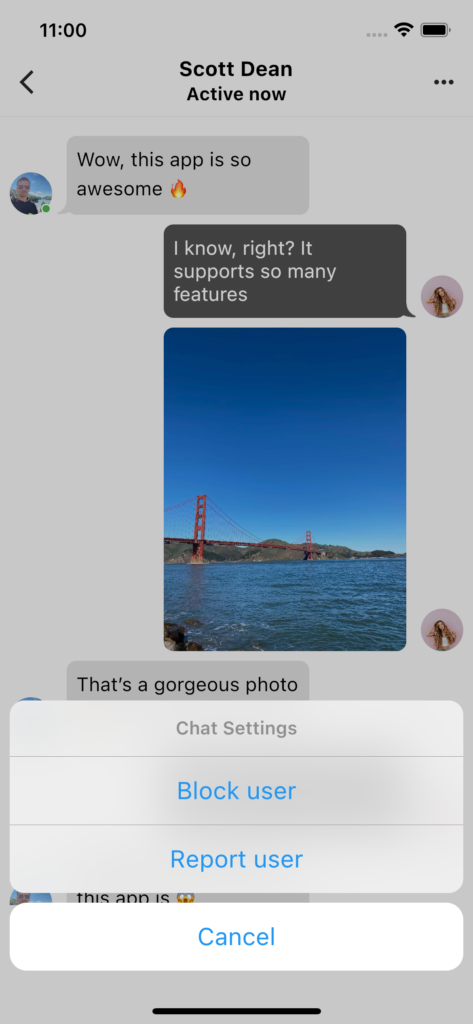 11:00
Scott Dean
Active now
Wow, this app is so
awesome 🔥
I know, right? It
supports so many
features
That's a gorgeous photo
Chat Settings
Block user
Report user
this app is 😱
Cancel